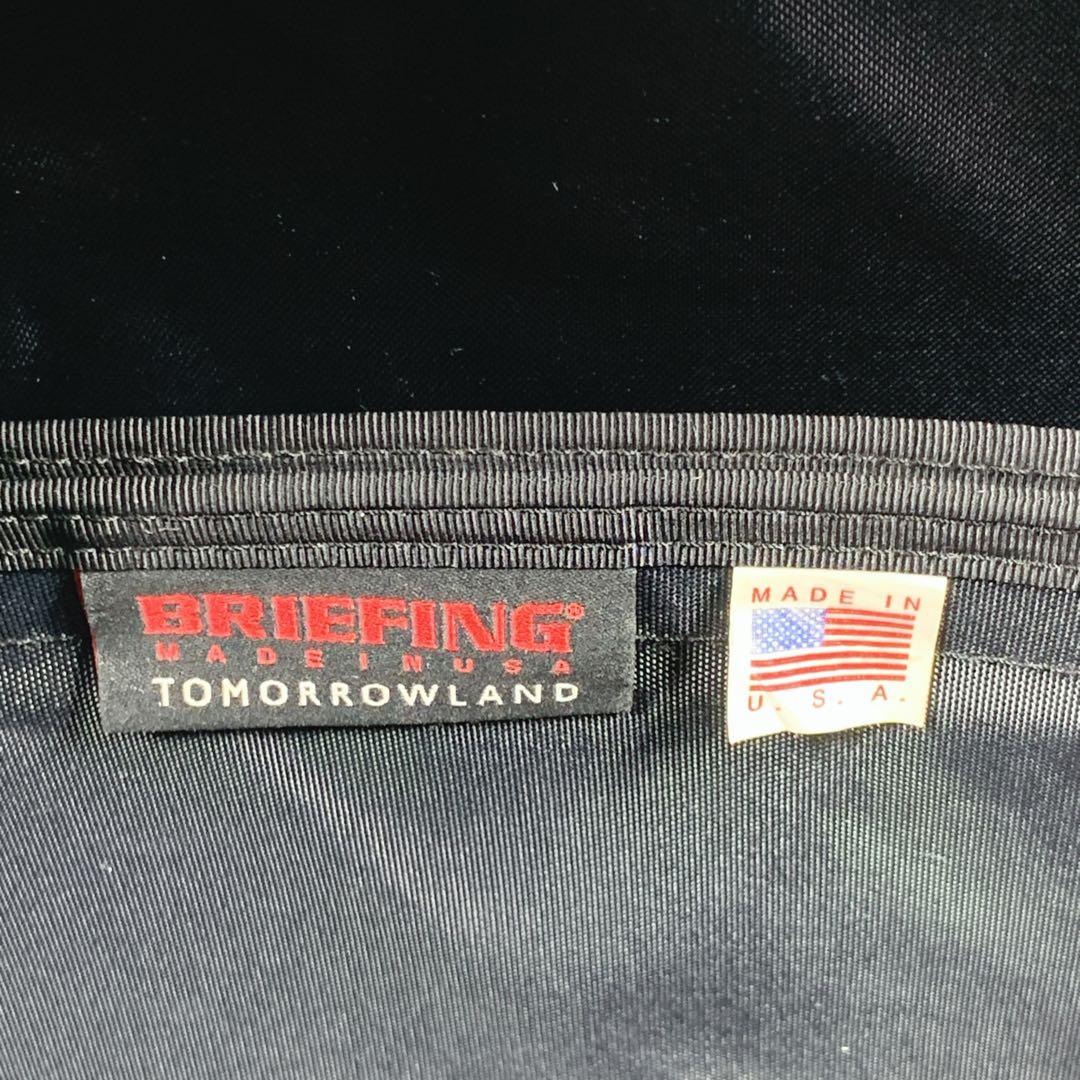 BRIEFING®
MADE IN USA
TOMORROWLAND
MADE IN
U.S.A.